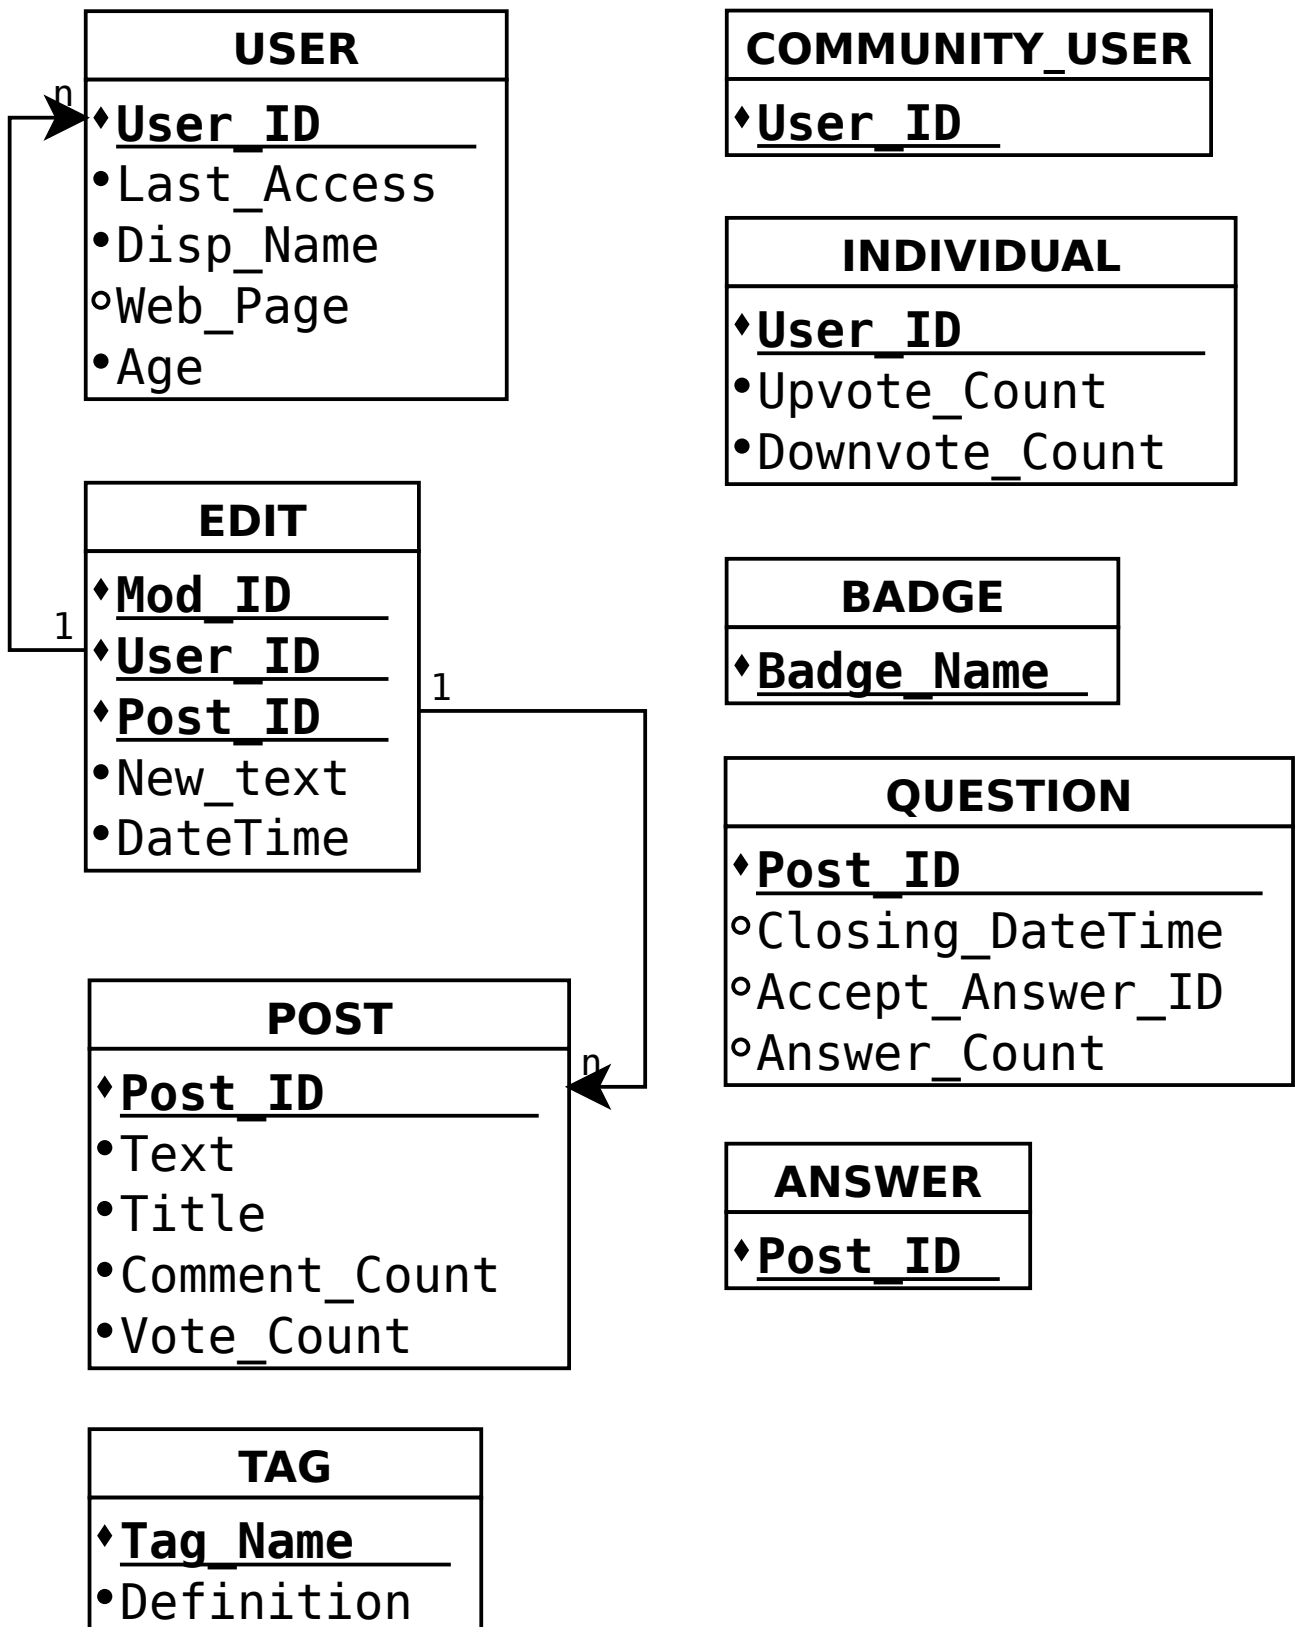 USER
n
User_ID
Last_Access
Disp_Name
Web_Page
Age
EDIT
Mod_ID
1
User_ID
1
Post_ID
New_text
DateTime
POST
n
Post_ID
Text
Title
Comment_Count
Vote_Count
TAG
Tag_Name
Definition
COMMUNITY_USER
User_ID
INDIVIDUAL
User_ID
Upvote_Count
Downvote_Count
BADGE
Badge_Name
QUESTION
Post_ID
Closing_DateTime
Accept_Answer_ID
Answer_Count
ANSWER
Post_ID